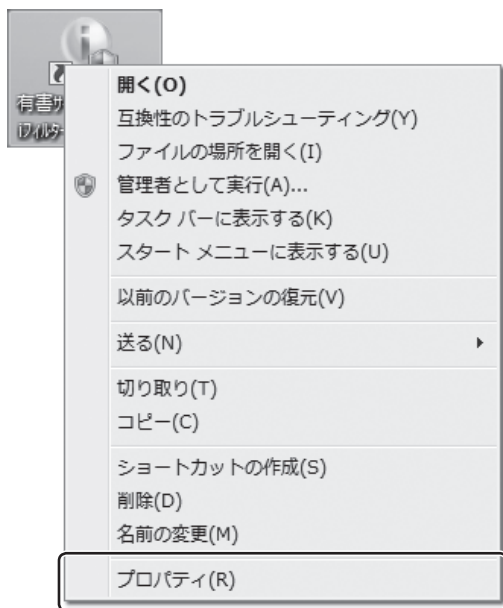 有害サ
iフィルター
開く(O)
互換性のトラブルシューティング(Y)
ファイルの場所を開く(I)
管理者として実行(A)...
タスク バーに表示する(K)
スタート メニューに表示する(U)
以前のバージョンの復元(V)
送る(N)
切り取り(T)
コピー(C)
ショートカットの作成(S)
削除(D)
名前の変更(M)
プロパティ(R)